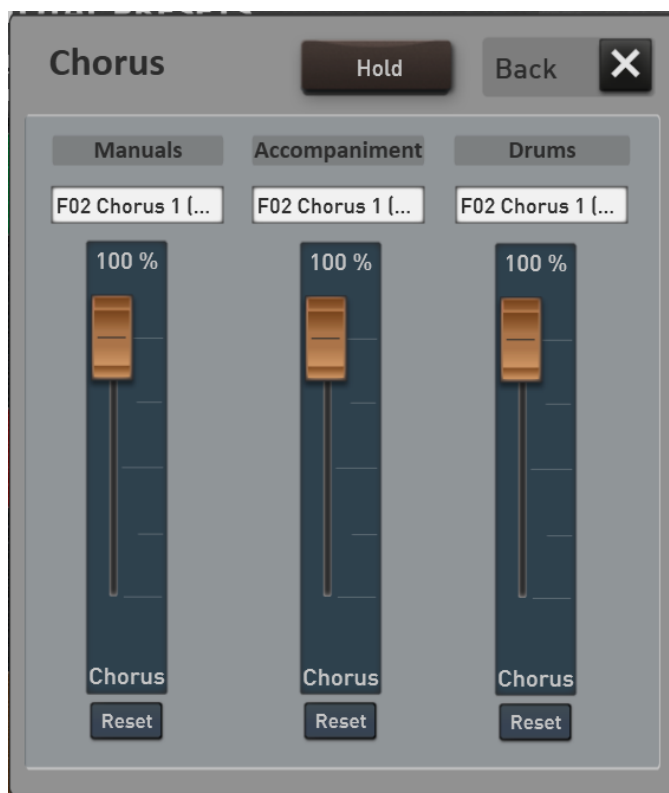 Chorus Hold Back
Manuals Accompaniment Drums
F02 Chorus 1 (... F02 Chorus 1 (... F02 Chorus 1 (...
100 % 100 % 100 %
Chorus Chorus Chorus
Reset Reset Reset